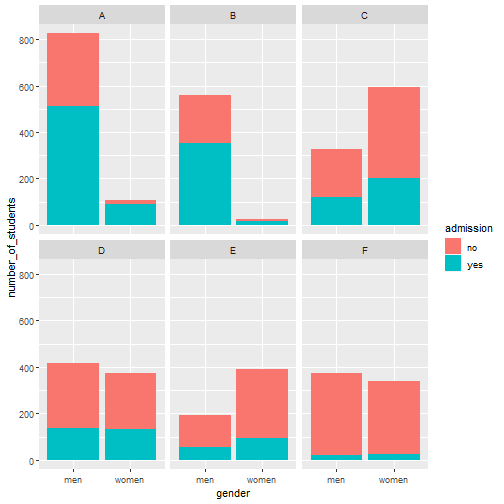 A B C
800
600
400
200
0
number_of_students
admission
no
yes
D E F
800
600
400
200
0
men women men women men women
gender